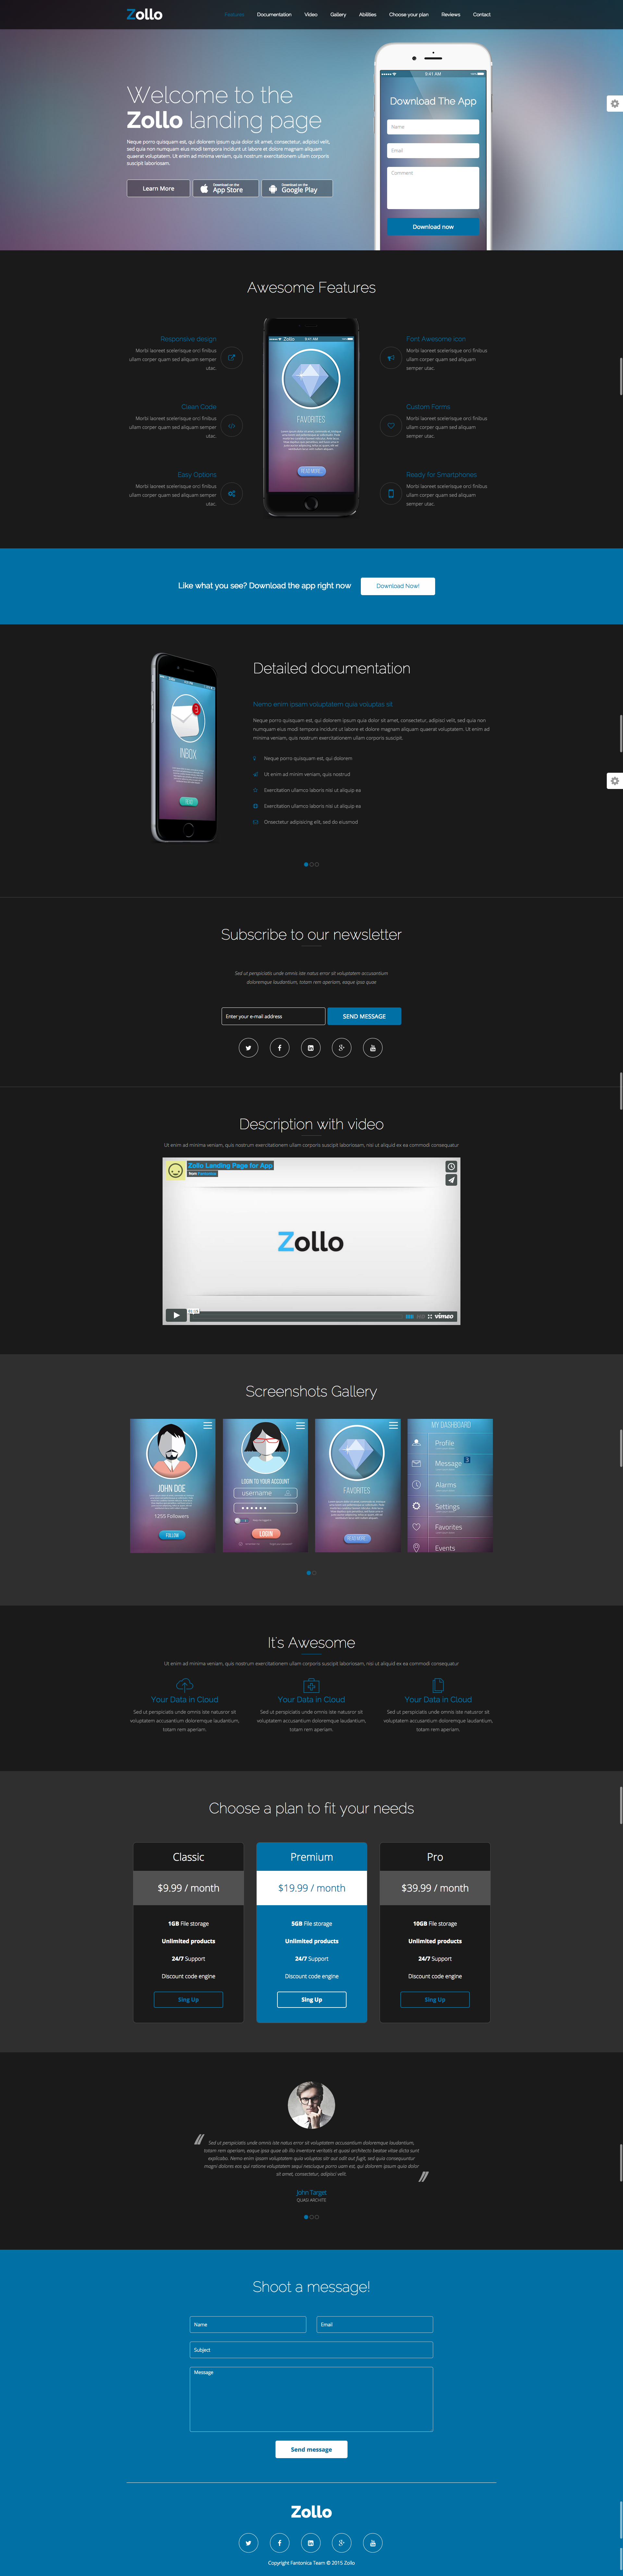 Zollo
Features Documentation Video Gallery Abilities Choose your plan Reviews Contact
Welcome to the
Zollo landing page
Neque porro quisquam est, qui dolorem ipsum quia dolor sit amet, consectetur, adipisci velit,
sed quia non numquam eius modi tempora incidunt ut labore et dolore magnam aliquam
quaerat voluptatem. Ut enim ad minima veniam, quis nostrum exercitationem ullam corporis
suscipit laboriosam.
Learn More
Download on the
App Store
Download on the
Google Play
9:41 AM
Download The App
Name
Email
Comment
Download now
Awesome Features
Responsive design
Morbi laoreet scelerisque orci finibus
ullam corper quam sed aliquam semper
utac.
Clean Code
Morbi laoreet scelerisque orci finibus
ullam corper quam sed aliquam semper
utac.
Easy Options
Morbi laoreet scelerisque orci finibus
ullam corper quam sed aliquam semper
utac.
Zollo 9:41 AM
FAVORITES
READ MORE
Font Awesome icon
Morbi laoreet scelerisque orci finibus
ullam corper quam sed aliquam
semper utac.
Custom Forms
Morbi laoreet scelerisque orci finibus
ullam corper quam sed aliquam
semper utac.
Ready for Smartphones
Morbi laoreet scelerisque orci finibus
ullam corper quam sed aliquam
semper utac.
Like what you see? Download the app right now
Download Now!
3
INBOX
Detailed documentation
Nemo enim ipsam voluptatem quia voluptas sit
Neque porro quisquam est, qui dolorem ipsum quia dolor sit amet, consectetur, adipisci velit, sed quia non
numquam eius modi tempora incidunt ut labore et dolore magnam aliquam quaerat voluptatem. Ut enim ad
minima veniam, quis nostrum exercitationem ullam corporis suscipit.
Neque porro quisquam est, qui dolorem
Ut enim ad minim veniam, quis nostrud
Exercitation ullamco laboris nisi ut aliquip ea
Exercitation ullamco laboris nisi ut aliquip ea
Onsectetur adipisicing elit, sed do eiusmod
Subscribe to our newsletter
Sed ut perspiciatis unde omnis iste natus error sit voluptatem accusantium
doloremque laudantium, totam rem aperiam, eaque ipsa quae
Enter your e-mail address
SEND MESSAGE
Description with video
Ut enim ad minima veniam, quis nostrum exercitationem ullam corporis suscipit laboriosam, nisi ut aliquid ex ea commodi consequatur
Zollo Landing Page for App
from Fantonica
Zollo
HD
vimeo
Screenshots Gallery
JOHN DOE
1255 Followers
FOLLOW
LOGIN TO YOUR ACCOUNT
username
LOGIN
FAVORITES
READ MORE
MY DASHBOARD
Profile
Message 3
Alarms
Settings
Favorites
Events
It's Awesome
Ut enim ad minima veniam, quis nostrum exercitationem ullam corporis suscipit laboriosam, nisi ut aliquid ex ea commodi consequatur
Your Data in Cloud
Sed ut perspiciatis unde omnis iste natusror sit
voluptatem accusantium doloremque laudantium,
totam rem aperiam.
Your Data in Cloud
Sed ut perspiciatis unde omnis iste natusror sit
voluptatem accusantium doloremque laudantium,
totam rem aperiam.
Your Data in Cloud
Sed ut perspiciatis unde omnis iste natusror sit
voluptatem accusantium doloremque laudantium,
totam rem aperiam.
Choose a plan to fit your needs
Classic
$9.99 / month
1GB File storage
Unlimited products
24/7 Support
Discount code engine
Sing Up
Premium
$19.99 / month
5GB File storage
Unlimited products
24/7 Support
Discount code engine
Sing Up
Pro
$39.99 / month
10GB File storage
Unlimited products
24/7 Support
Discount code engine
Sing Up
Sed ut perspiciatis unde omnis iste natus error sit voluptatem accusantium doloremque laudantium,
totam rem aperiam, eaque ipsa quae ab illo inventore veritatis et quasi architecto beatae vitae dicta sunt
explicabo. Nemo enim ipsam voluptatem quia voluptas sit aspernatur aut odit aut fugit, sed quia consequuntur
magni dolores eos qui ratione voluptatem sequi nesciunque porro uam est, qui dolorem ipsum quia dolor
sit amet, consectetur, adipisci velit.
John Target
QUASI ARCHITE
Shoot a message!
Name
Email
Subject
Message
Send message
Zollo
Copyright Fantonica Team © 2015 Zollo